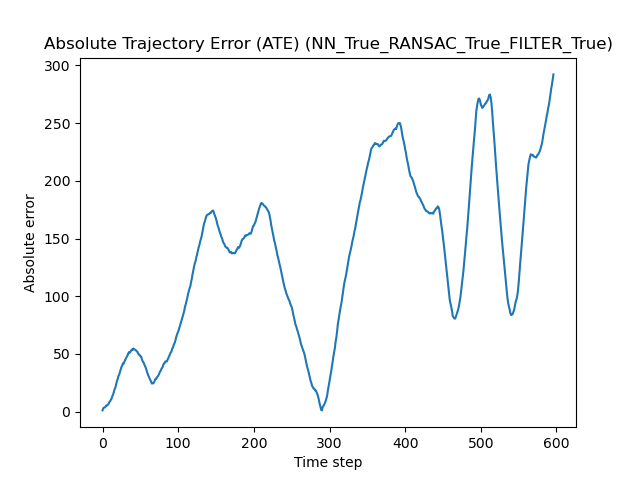 Absolute Trajectory Error (ATE) (NN_True_RANSAC_True_FILTER_True)
300
250
200
150
100
50
0
Absolute error
0 100 200 300 400 500 600
Time step